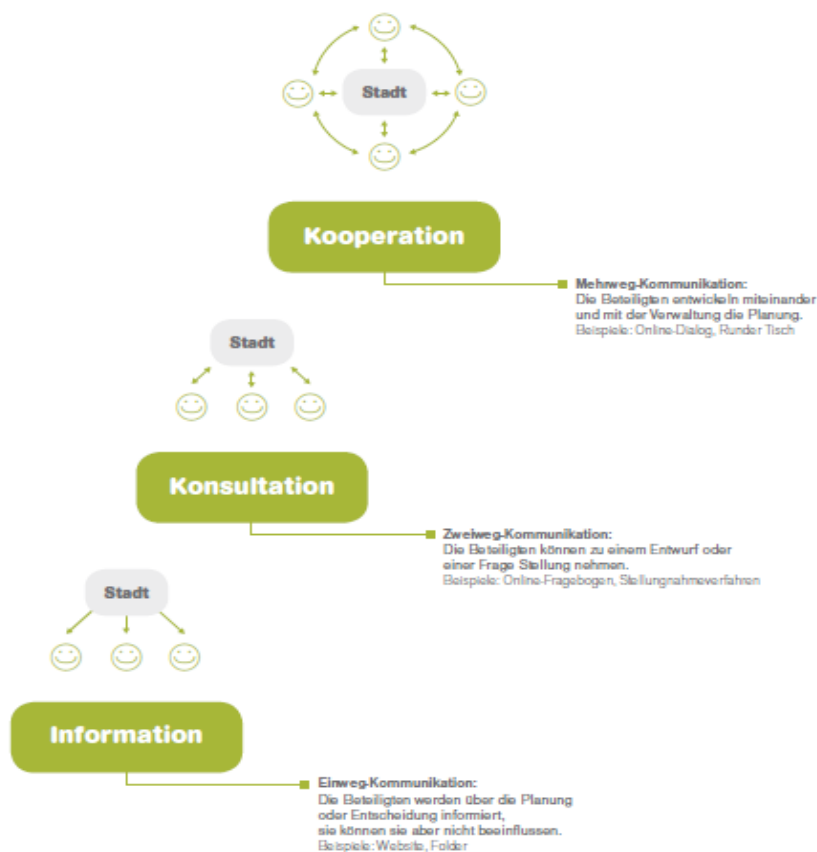 Stadt
Kooperation
Mehrweg-Kommunikation:
Die Beteiligten entwickeln miteinander
und mit der Verwaltung die Planung.
Beispiele: Online-Dialog, Runder Tisch
Stadt
Konsultation
Zweiweg-Kommunikation:
Die Beteiligten können zu einem Entwurf oder
einer Frage Stellung nehmen.
Beispiele: Online-Fragebogen, Stellungnahmeverfahren
Stadt
Information
Einweg-Kommunikation:
Die Beteiligten werden über die Planung
oder Entscheidung informiert,
sie können sie aber nicht beeinflussen.
Beispiele: Website, Folder